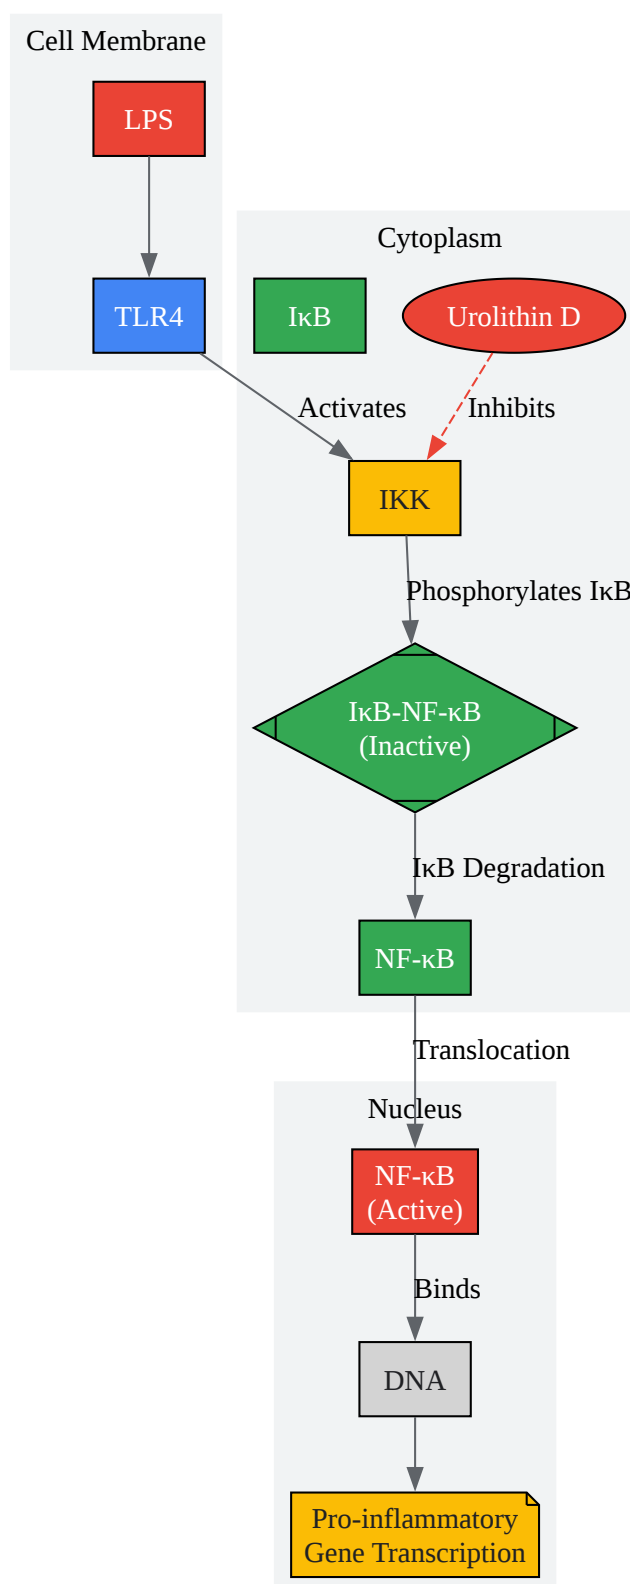 Cell Membrane
LPS
Cytoplasm
TLR4
IκB
Urolithin D
Activates
Inhibits
IKK
Phosphorylates IκB
IκB-NF-κB
(Inactive)
IκB Degradation
NF-κB
Translocation
Nucleus
NF-κB
(Active)
Binds
DNA
Pro-inflammatory
Gene Transcription